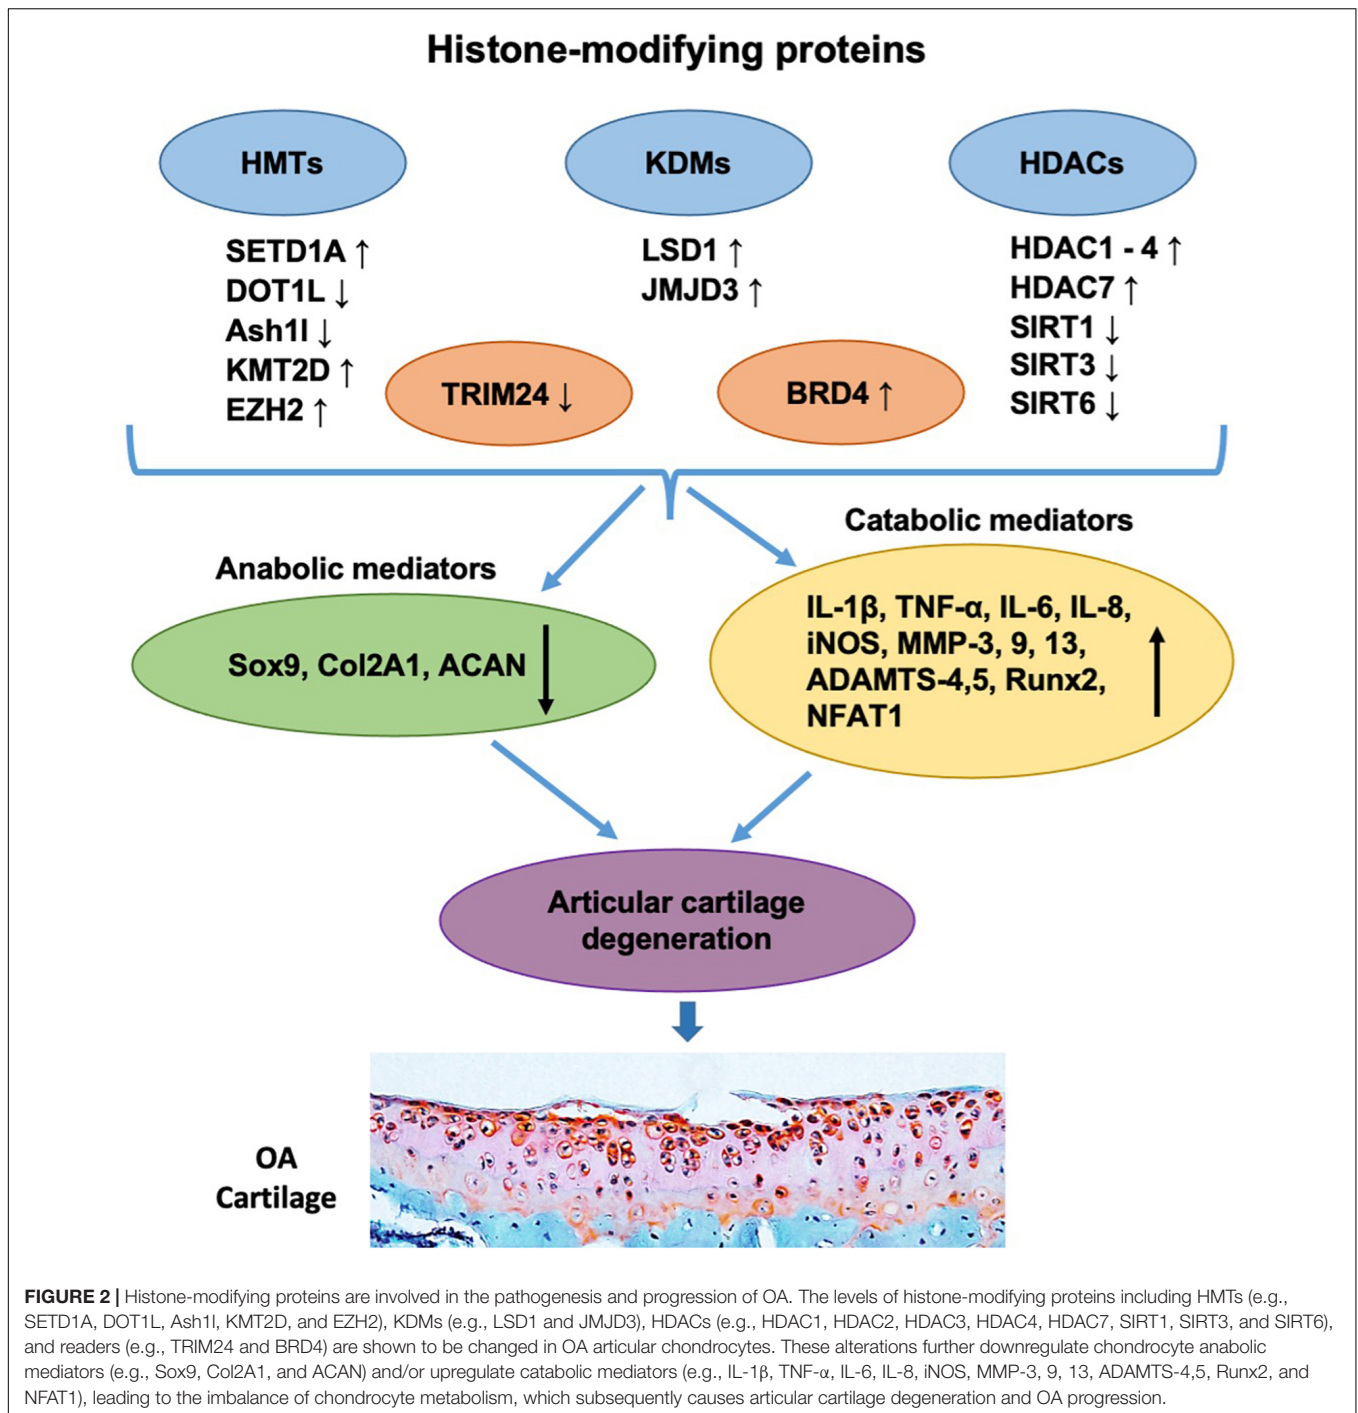 Histone-modifying proteins
HMTs
KDMs
HDACs
SETD1A ↑
DOT1L ↓
Ash1l ↓
KMT2D ↑
EZH2 ↑
LSD1 ↑
JMJD3 ↑
HDAC1 - 4 ↑
HDAC7 ↑
SIRT1 ↓
SIRT3 ↓
SIRT6 ↓
TRIM24 ↓
BRD4 ↑
Anabolic mediators
Sox9, Col2A1, ACAN
Catabolic mediators
IL-1β, TNF-α, IL-6, IL-8,
iNOS, MMP-3, 9, 13,
ADAMTS-4,5, Runx2,
NFAT1
Articular cartilage
degeneration
OA
Cartilage
FIGURE 2 | Histone-modifying proteins are involved in the pathogenesis and progression of OA. The levels of histone-modifying proteins including HMTs (e.g.,
SETD1A, DOT1L, Ash1l, KMT2D, and EZH2), KDMs (e.g., LSD1 and JMJD3), HDACs (e.g., HDAC1, HDAC2, HDAC3, HDAC4, HDAC7, SIRT1, SIRT3, and SIRT6),
and readers (e.g., TRIM24 and BRD4) are shown to be changed in OA articular chondrocytes. These alterations further downregulate chondrocyte anabolic
mediators (e.g., Sox9, Col2A1, and ACAN) and/or upregulate catabolic mediators (e.g., IL-1β, TNF-α, IL-6, IL-8, iNOS, MMP-3, 9, 13, ADAMTS-4,5, Runx2, and
NFAT1), leading to the imbalance of chondrocyte metabolism, which subsequently causes articular cartilage degeneration and OA progression.